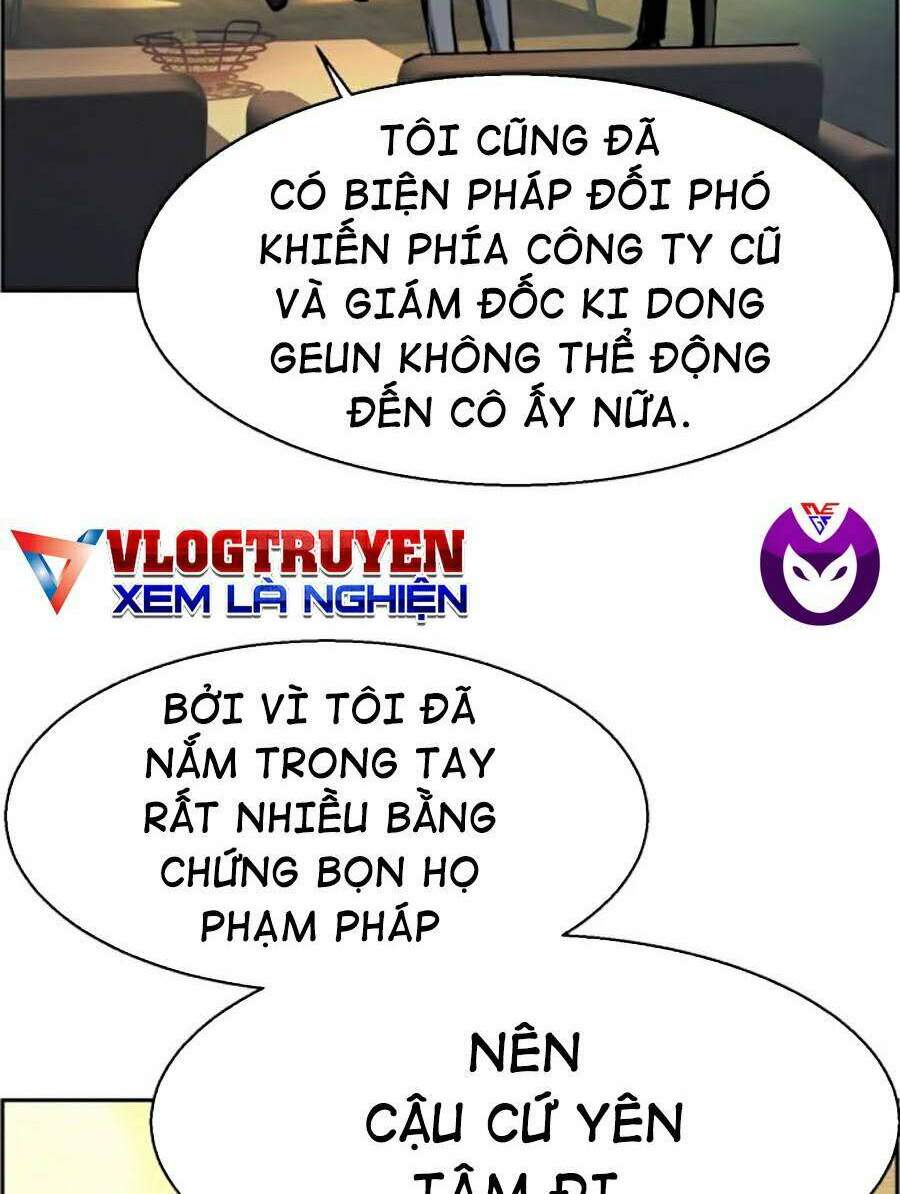 TÔI CŨNG ĐÃ
CÓ BIỆN PHÁP ĐỐI PHÓ
KHIẾN PHÍA CÔNG TY CŨ
VÀ GIÁM ĐỐC KI DONG
GEUN KHÔNG THỂ ĐỘNG
ĐẾN CÔ ẤY NỮA.
VLOGTRUYEN
XEM LÀ NGHIỆN
BỞI VÌ TÔI ĐÃ
NẮM TRONG TAY
RẤT NHIỀU BẰNG
CHỨNG BỌN HỌ
PHẠM PHÁP
NÊN
CẬU CỨ YÊN
TÂM ĐI